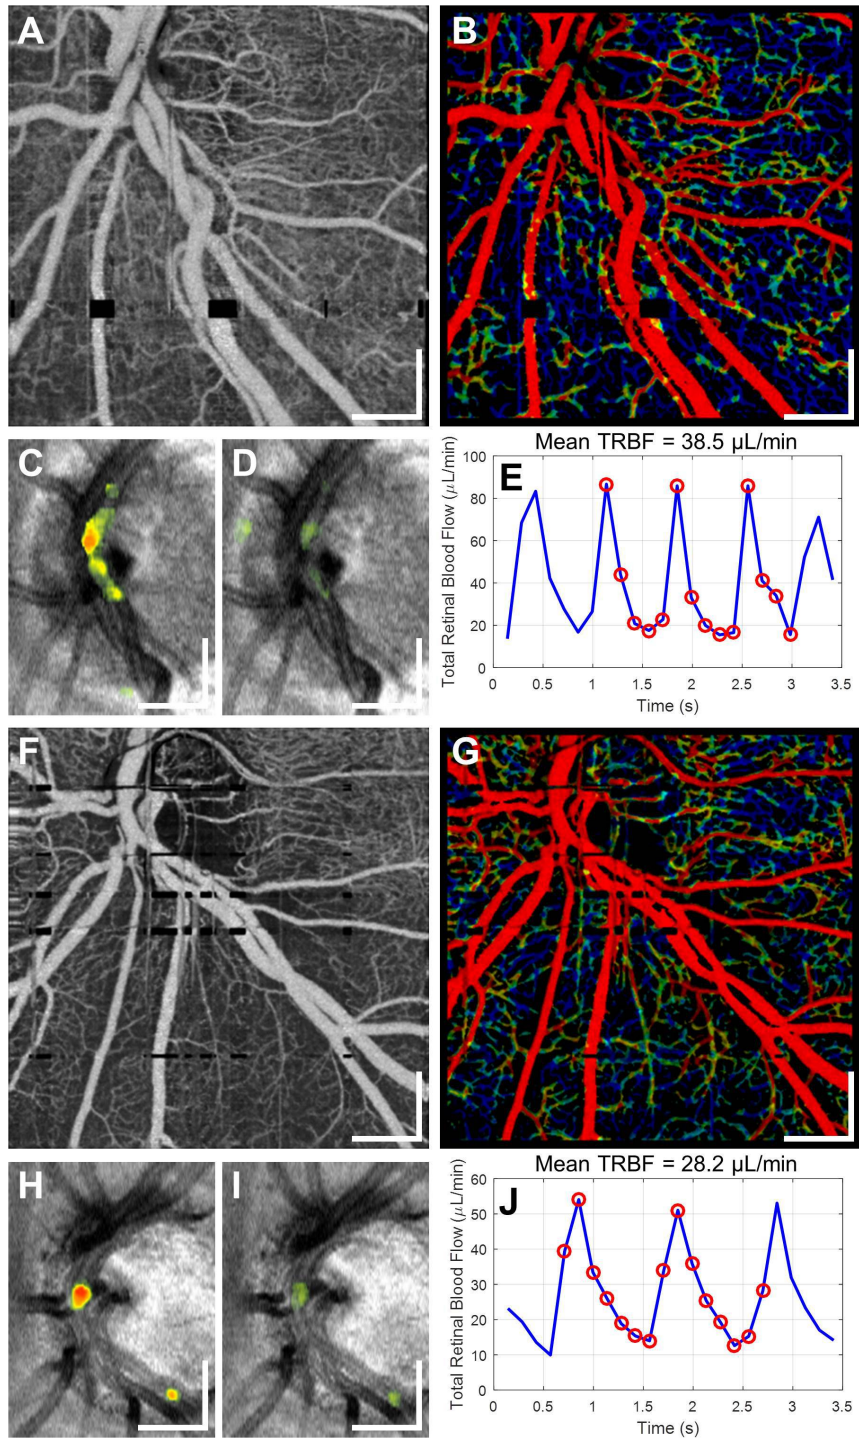 A
B
C
D
Mean TRBF = 38.5 µL/min
E
Total Retinal Blood Flow (µL/min)
100
80
60
40
20
0
0 0.5 1 1.5 2 2.5 3 3.5
Time (s)
F
G
H
I
Mean TRBF = 28.2 µL/min
J
Total Retinal Blood Flow (µL/min)
60
50
40
30
20
10
0
0 0.5 1 1.5 2 2.5 3 3.5
Time (s)